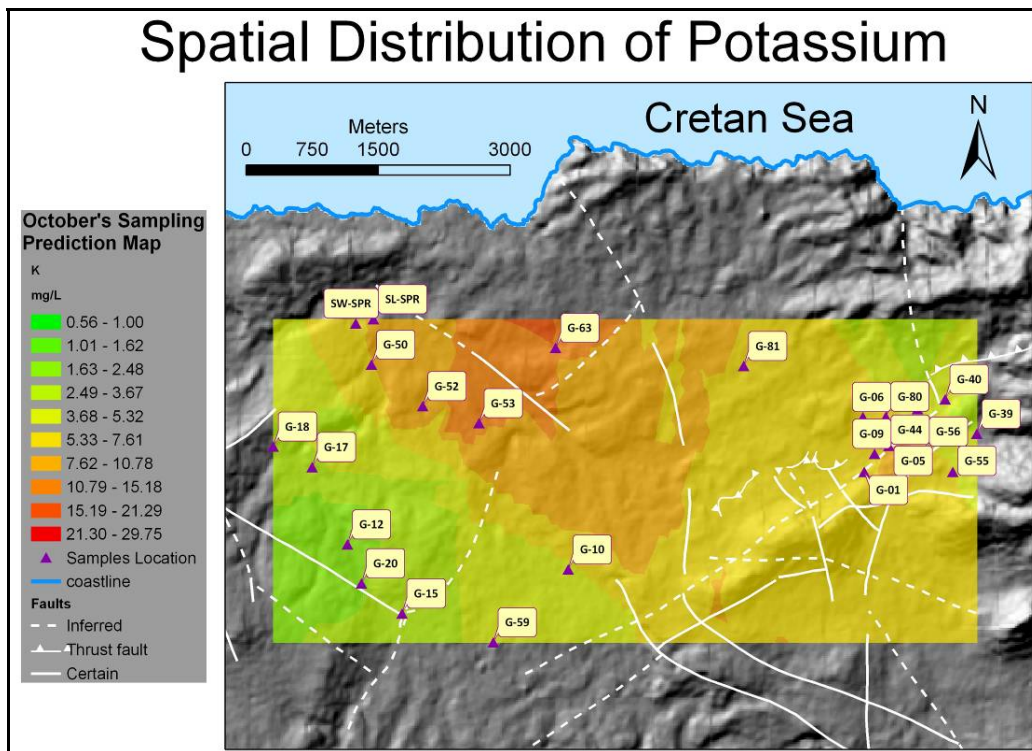 Spatial Distribution of Potassium
Cretan Sea
N
Meters
0 750 1500 3000
October's Sampling
Prediction Map
K
mg/L
0.56 - 1.00
1.01 - 1.62
1.63 - 2.48
2.49 - 3.67
3.68 - 5.32
5.33 - 7.61
7.62 - 10.78
10.79 - 15.18
15.19 - 21.29
21.30 - 29.75
Samples Location
coastline
Faults
Inferred
Thrust fault
Certain
SW-SPR
SL-SPR
G-63
G-50
G-81
G-52
G-40
G-06
G-80
G-53
G-39
G-18
G-09
G-44
G-56
G-17
G-05
G-55
G-01
G-12
G-10
G-20
G-15
G-59